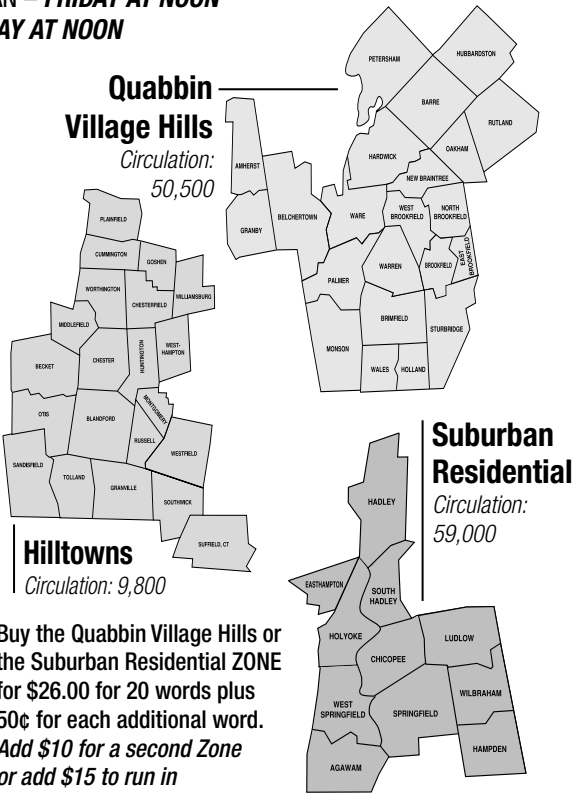 AN – FRIDAY AT NOON
AY AT NOON
Quabbin
Village Hills
Circulation:
50,500
PETERSHAM
HUBBARDSTON
BARRE
RUTLAND
HARDWICK
OAKHAM
NEW BRAINTREE
AMHERST
BELCHERTOWN
GRANBY
WARE
WEST
BROOKFIELD
NORTH
BROOKFIELD
EAST
BROOKFIELD
BROOKFIELD
WARREN
PALMER
BRIMFIELD
STURBRIDGE
MONSON
WALES
HOLLAND
PLAINFIELD
CUMMINGTON
GOSHEN
WORTHINGTON
CHESTERFIELD
WILLIAMSBURG
MIDDLEFIELD
HUNTINGTON
WEST-
HAMPTON
CHESTER
BECKET
MONTGOMERY
OTIS
BLANDFORD
RUSSELL
WESTFIELD
SANDISFIELD
TOLLAND
GRANVILLE
SOUTHWICK
SUFFIELD, CT
Hilltowns
Circulation: 9,800
Suburban
Residential
Circulation:
59,000
HADLEY
EASTHAMPTON
SOUTH
HADLEY
HOLYOKE
LUDLOW
CHICOPEE
WILBRAHAM
WEST
SPRINGFIELD
SPRINGFIELD
HAMPDEN
AGAWAM
Buy the Quabbin Village Hills or
the Suburban Residential ZONE
for $26.00 for 20 words plus
50¢ for each additional word.
Add $10 for a second Zone
or add $15 to run in